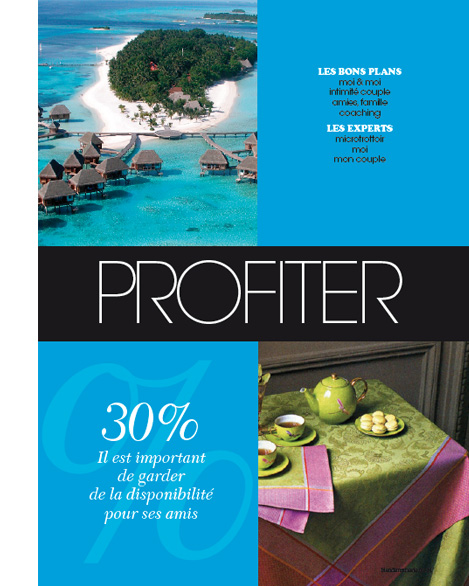 LES BONS PLANS
moi & moi
intimité couple
amies, famille
coaching
LES EXPERTS
microtrottoir
moi
mon couple
PROFITER
%
30%
Il est important
de garder
de la disponibilité
pour ses amis